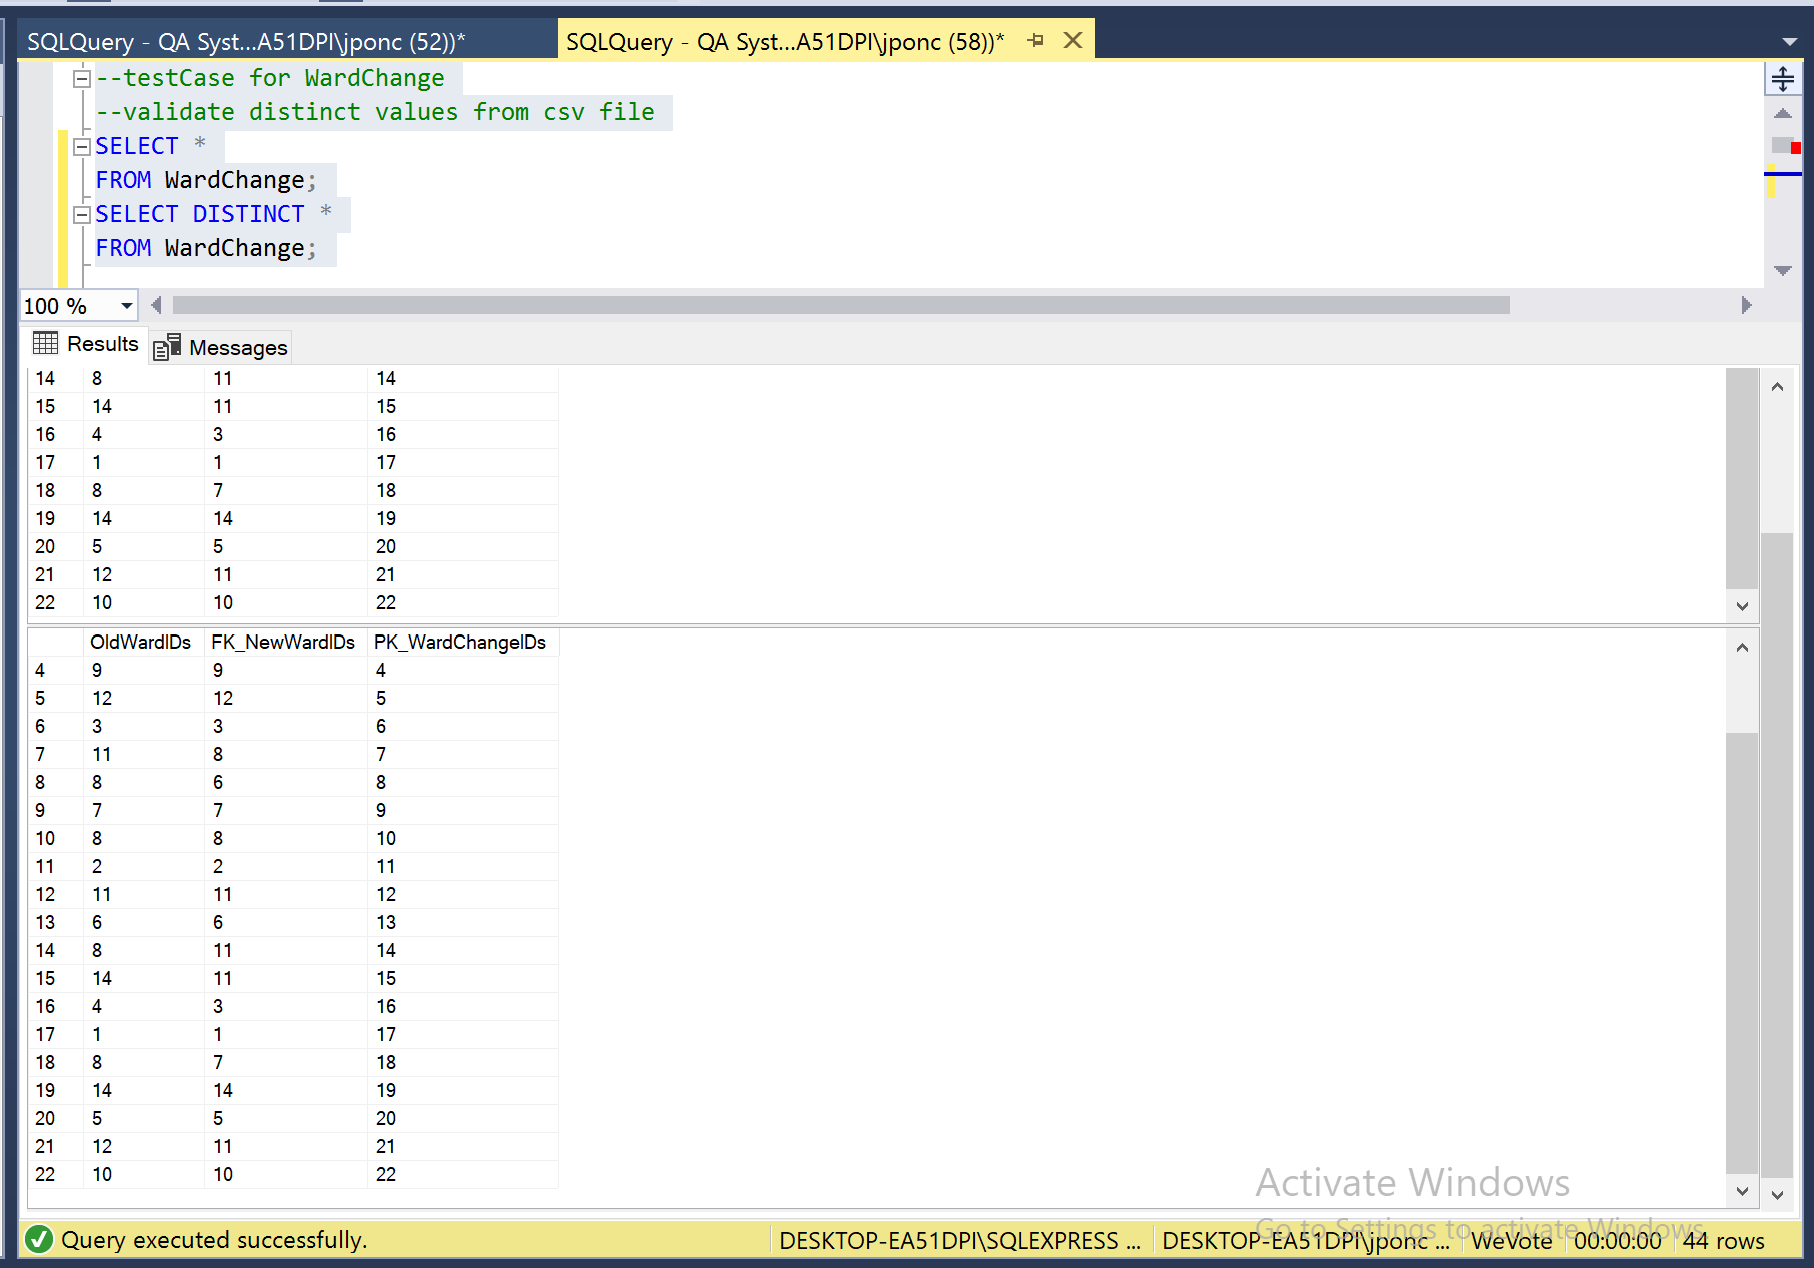 SQLQuery - QA Syst...A51DPI\jponc (52))*
SQLQuery - QA Syst...A51DPI\jponc (58))*
--testCase for WardChange
--validate distinct values from csv file
SELECT *
FROM WardChange;
SELECT DISTINCT *
FROM WardChange;
100 %
Results
Messages
14 8 11 14
15 14 11 15
16 4 3 16
17 1 1 17
18 8 7 18
19 14 14 19
20 5 5 20
21 12 11 21
22 10 10 22
OldWardIDs FK_NewWardIDs PK_WardChangeIDs
4 9 9 4
5 12 12 5
6 3 3 6
7 11 8 7
8 8 6 8
9 7 7 9
10 8 8 10
11 2 2 11
12 11 11 12
13 6 6 13
14 8 11 14
15 14 11 15
16 4 3 16
17 1 1 17
18 8 7 18
19 14 14 19
20 5 5 20
21 12 11 21
22 10 10 22
Activate Windows
Go to Settings to activate Windows.
Query executed successfully.
DESKTOP-EA51DPI\SQLEXPRESS ...
DESKTOP-EA51DPI\jponc ...
WeVote
00:00:00
44 rows